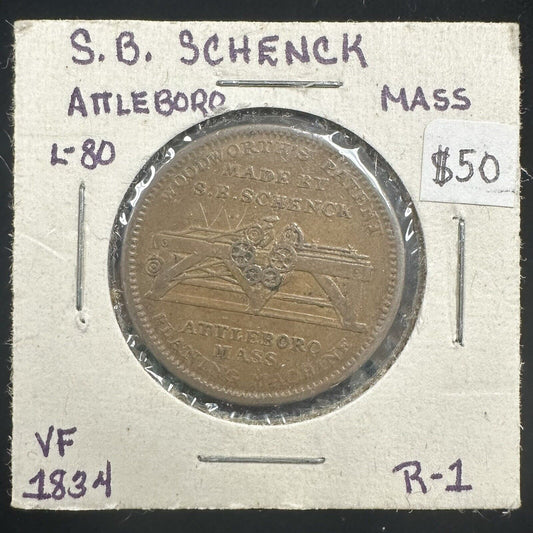 S.B. SCHENCK
ATTLEBORO MASS
L-80
$50
WOODWORTH'S PATENT
MADE BY
S.B. SCHENCK
ATTLEBORO
MASS.
PLANING MACHINE
VF
1834 R-1